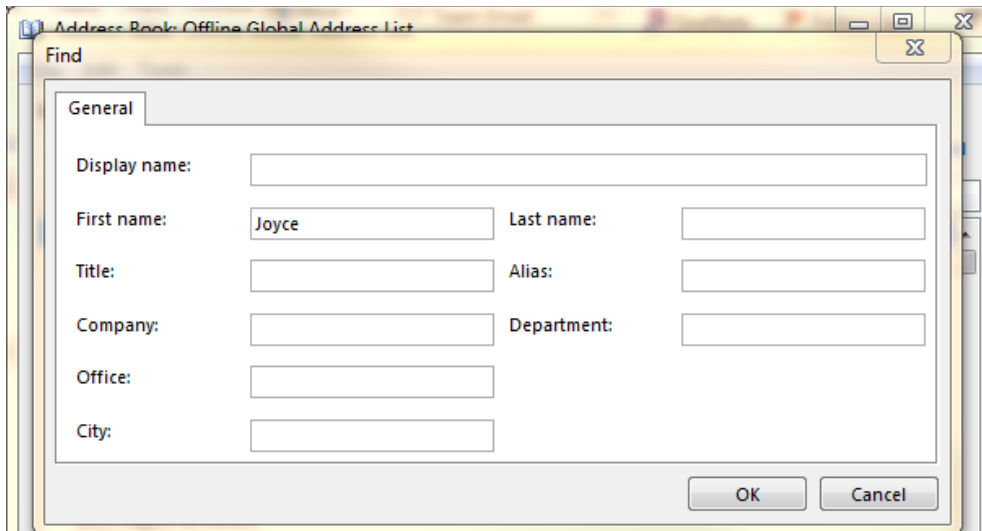 Address Book: Offline Global Address List
Find
General
Display name:
First name: Joyce Last name:
Title: Alias:
Company: Department:
Office:
City:
OK Cancel